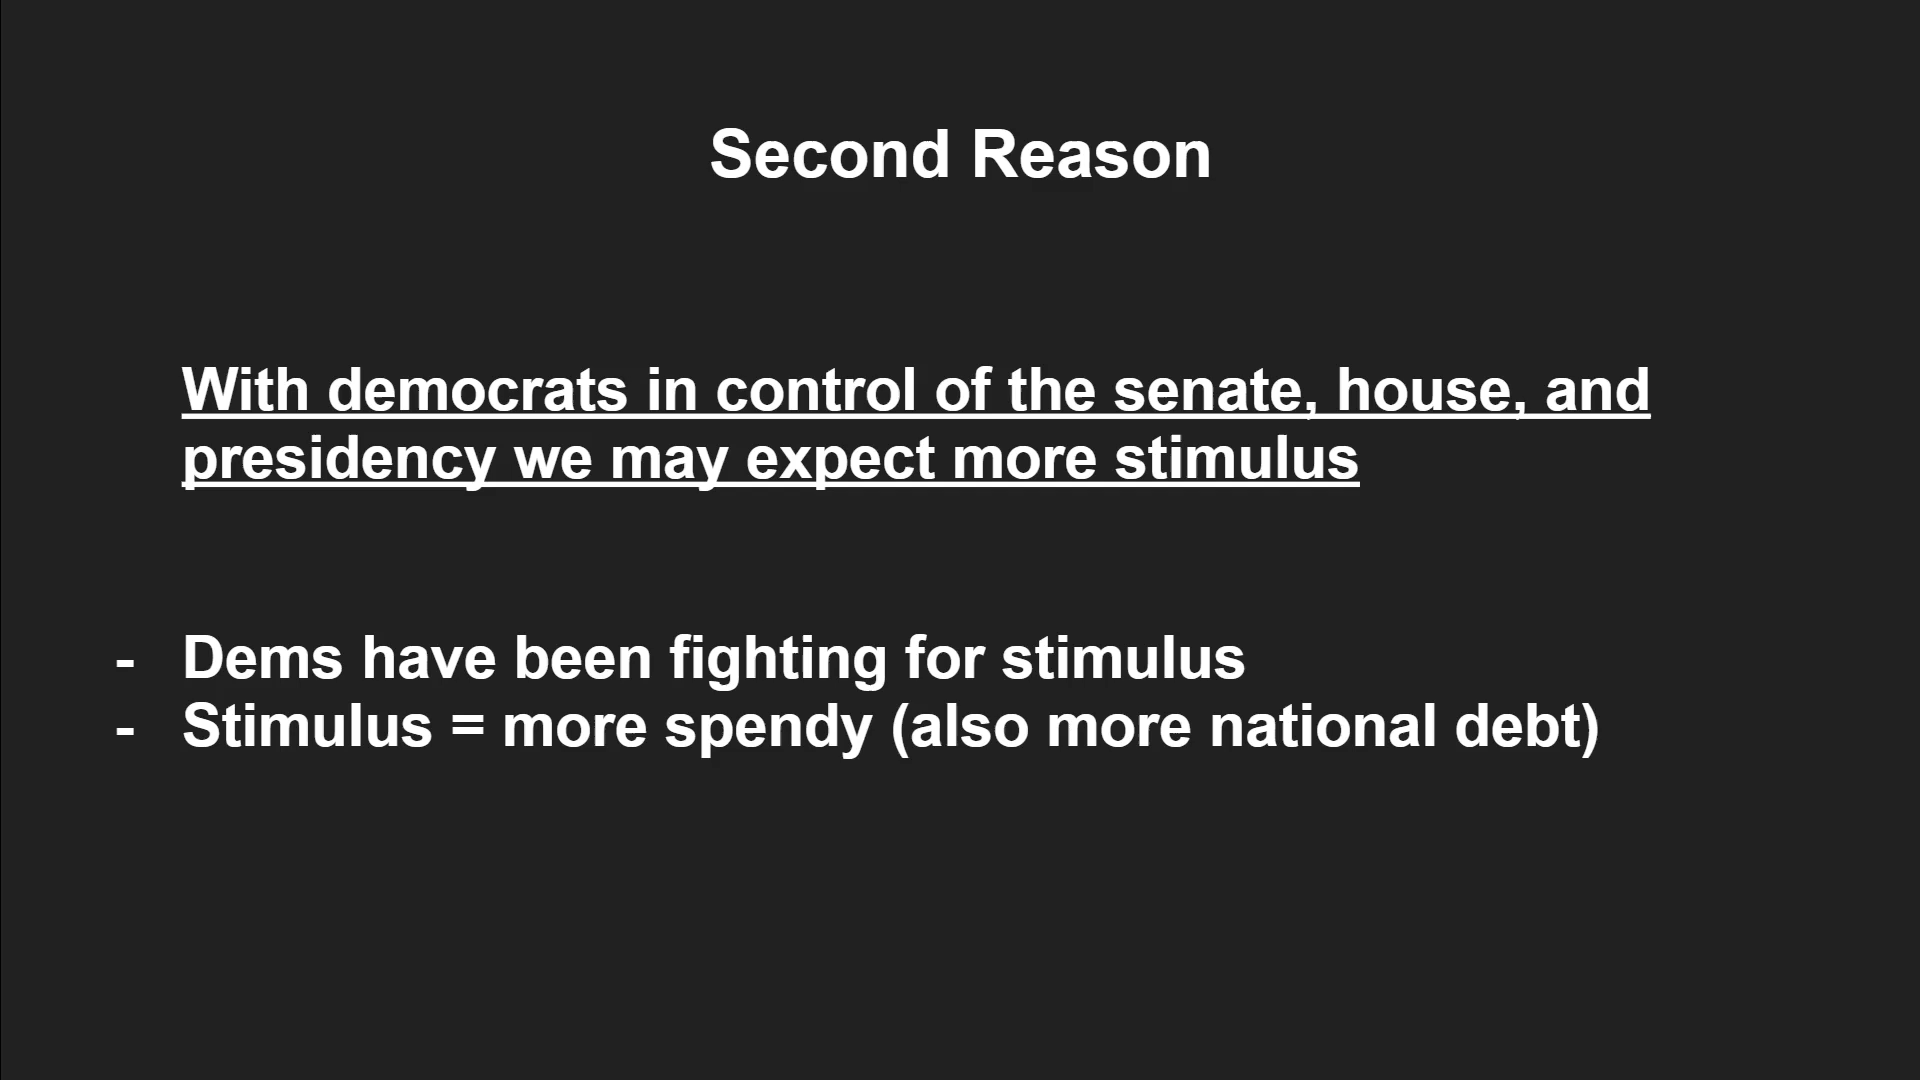 Second Reason
With democrats in control of the senate, house, and
presidency we may expect more stimulus
- Dems have been fighting for stimulus
- Stimulus = more spendy (also more national debt)